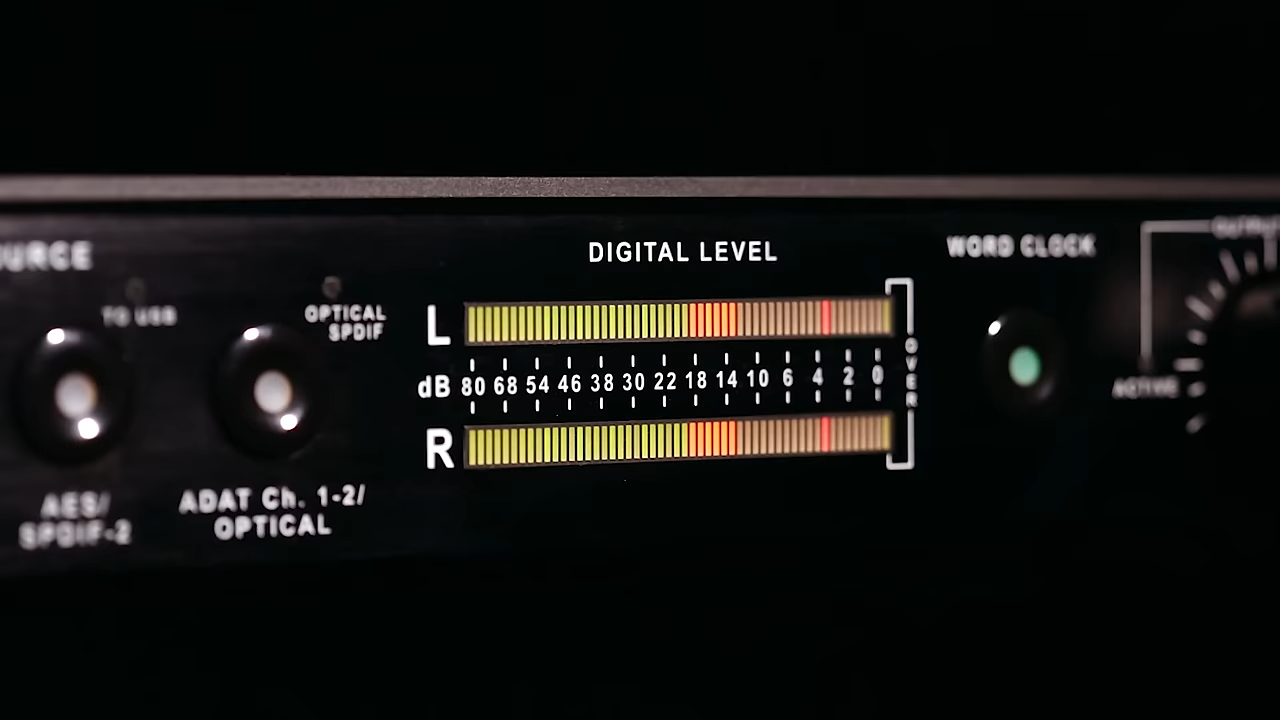 DIGITAL LEVEL
WORD CLOCK
TO USB
OPTICAL
SPDIF
L
dB 80 68 54 46 38 30 22 18 14 10 6 4 2 0
OVER
R
ACTIVE
AES/
SPDIF-2
ADAT Ch. 1-2/
OPTICAL